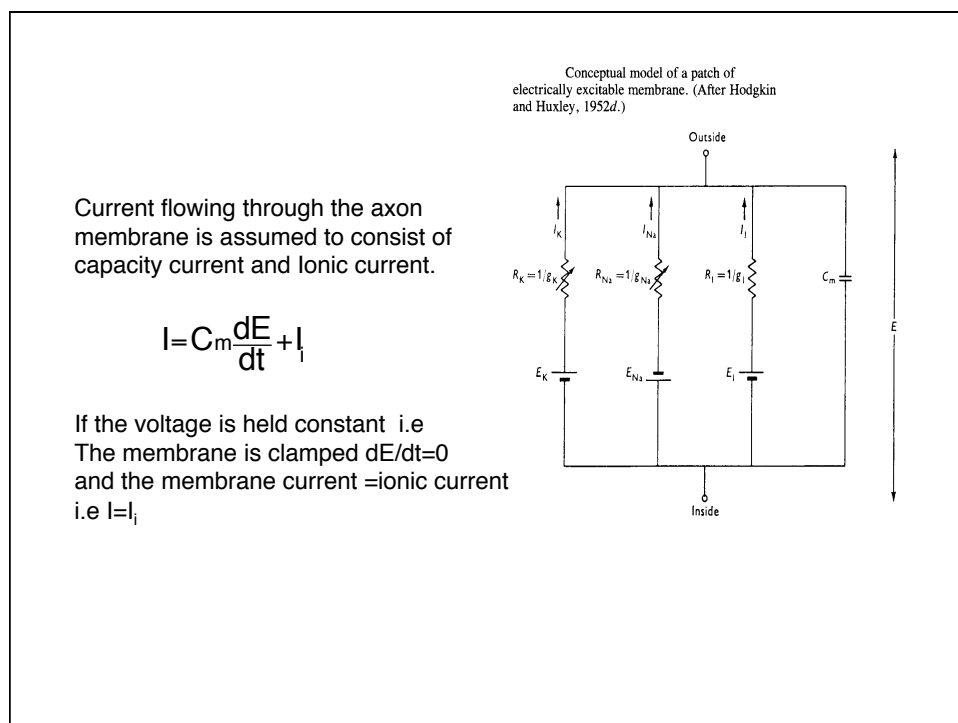 Conceptual model of a patch of
electrically excitable membrane. (After Hodgkin
and Huxley, 1952d.)
Current flowing through the axon
membrane is assumed to consist of
capacity current and Ionic current.
I=Cm dE/dt +Iᵢ
If the voltage is held constant i.e
The membrane is clamped dE/dt=0
and the membrane current =ionic current
i.e I=Iᵢ
Outside
I_K I_Na I_l
R_K=1/g_K R_Na=1/g_Na R_l=1/g_l C_m
E
E_K E_Na E_l
Inside